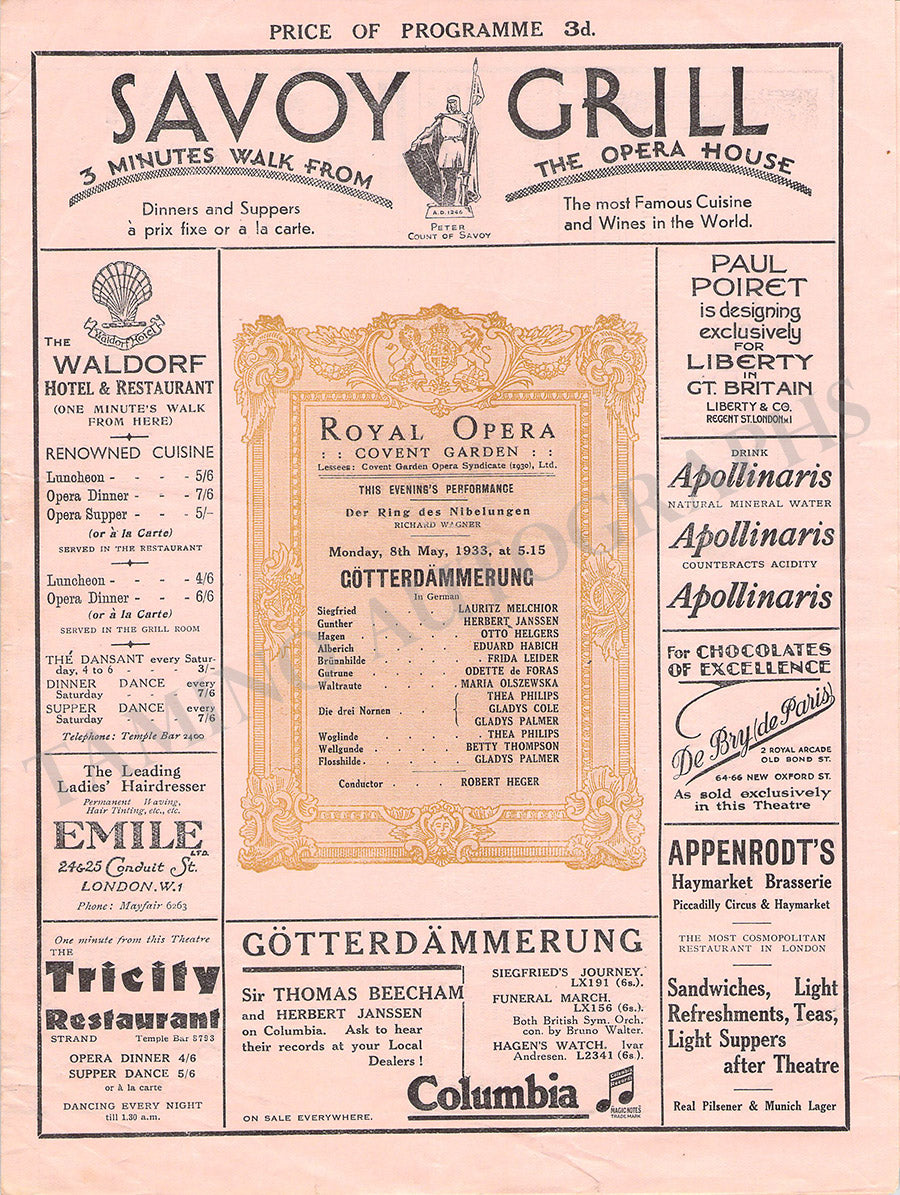 PRICE OF PROGRAMME 3d.
SAVOY GRILL
3 MINUTES WALK FROM THE OPERA HOUSE
Dinners and Suppers
à prix fixe or à la carte.
A.D.1246
PETER
COUNT OF SAVOY
The most Famous Cuisine
and Wines in the World.
Waldorf Hotel
THE
WALDORF
HOTEL & RESTAURANT
(ONE MINUTE'S WALK
FROM HERE)
RENOWNED CUISINE
Luncheon - - - 5/6
Opera Dinner - - 7/6
Opera Supper - - 5/-
(or à la Carte)
SERVED IN THE RESTAURANT
Luncheon - - - 4/6
Opera Dinner - - 6/6
(or à la Carte)
SERVED IN THE GRILL ROOM
THÉ DANSANT every Satur-
day, 4 to 6 - - - 3/-
DINNER DANCE every
Saturday - - 7/6
SUPPER DANCE every
Saturday - - 7/6
Telephone: Temple Bar 2400
The Leading
Ladies' Hairdresser
Permanent Waving,
Hair Tinting, etc., etc.
EMILE LTD.
24&25 Conduit St.
LONDON. W.1
Phone: Mayfair 6263
One minute from this Theatre
THE
Tricity
Restaurant
STRAND Temple Bar 5793
OPERA DINNER 4/6
SUPPER DANCE 5/6
or à la carte
DANCING EVERY NIGHT
till 1.30 a.m.
ROYAL OPERA
: : COVENT GARDEN : :
Lessees: Covent Garden Opera Syndicate (1930), Ltd.
THIS EVENING'S PERFORMANCE
Der Ring des Nibelungen
RICHARD WAGNER
Monday, 8th May, 1933, at 5.15
GÖTTERDÄMMERUNG
In German
Siegfried LAURITZ MELCHIOR
Gunther HERBERT JANSSEN
Hagen OTTO HELGERS
Alberich EDUARD HABICH
Brünnhilde FRIDA LEIDER
Gutrune ODETTE de FORAS
Waltraute MARIA OLSZEWSKA
Die drei Nornen THEA PHILIPS
GLADYS COLE
GLADYS PALMER
Woglinde THEA PHILIPS
Wellgunde BETTY THOMPSON
Flosshilde GLADYS PALMER
Conductor ROBERT HEGER
GÖTTERDÄMMERUNG
Sir THOMAS BEECHAM
and HERBERT JANSSEN
on Columbia. Ask to hear
their records at your Local
Dealers !
ON SALE EVERYWHERE.
SIEGFRIED'S JOURNEY.
LX191 (6s.).
FUNERAL MARCH.
LX156 (6s.).
Both British Sym. Orch.
con. by Bruno Walter.
HAGEN'S WATCH. Ivar
Andresen. L2341 (6s.).
Columbia
Columbia Records
MAGIC NOTES
TRADE MARK
PAUL
POIRET
is designing
exclusively
FOR
LIBERTY
IN
GT. BRITAIN
LIBERTY & CO.
REGENT ST. LONDON W1
DRINK
Apollinaris
NATURAL MINERAL WATER
Apollinaris
COUNTERACTS ACIDITY
Apollinaris
For CHOCOLATES
OF EXCELLENCE
De Bry (de Paris)
2 ROYAL ARCADE
OLD BOND ST.
64-66 NEW OXFORD ST.
As sold exclusively
in this Theatre
APPENRODT'S
Haymarket Brasserie
Piccadilly Circus & Haymarket
THE MOST COSMOPOLITAN
RESTAURANT IN LONDON
Sandwiches, Light
Refreshments, Teas,
Light Suppers
after Theatre
Real Pilsener & Munich Lager
TAMINO AUTOGRAPHS